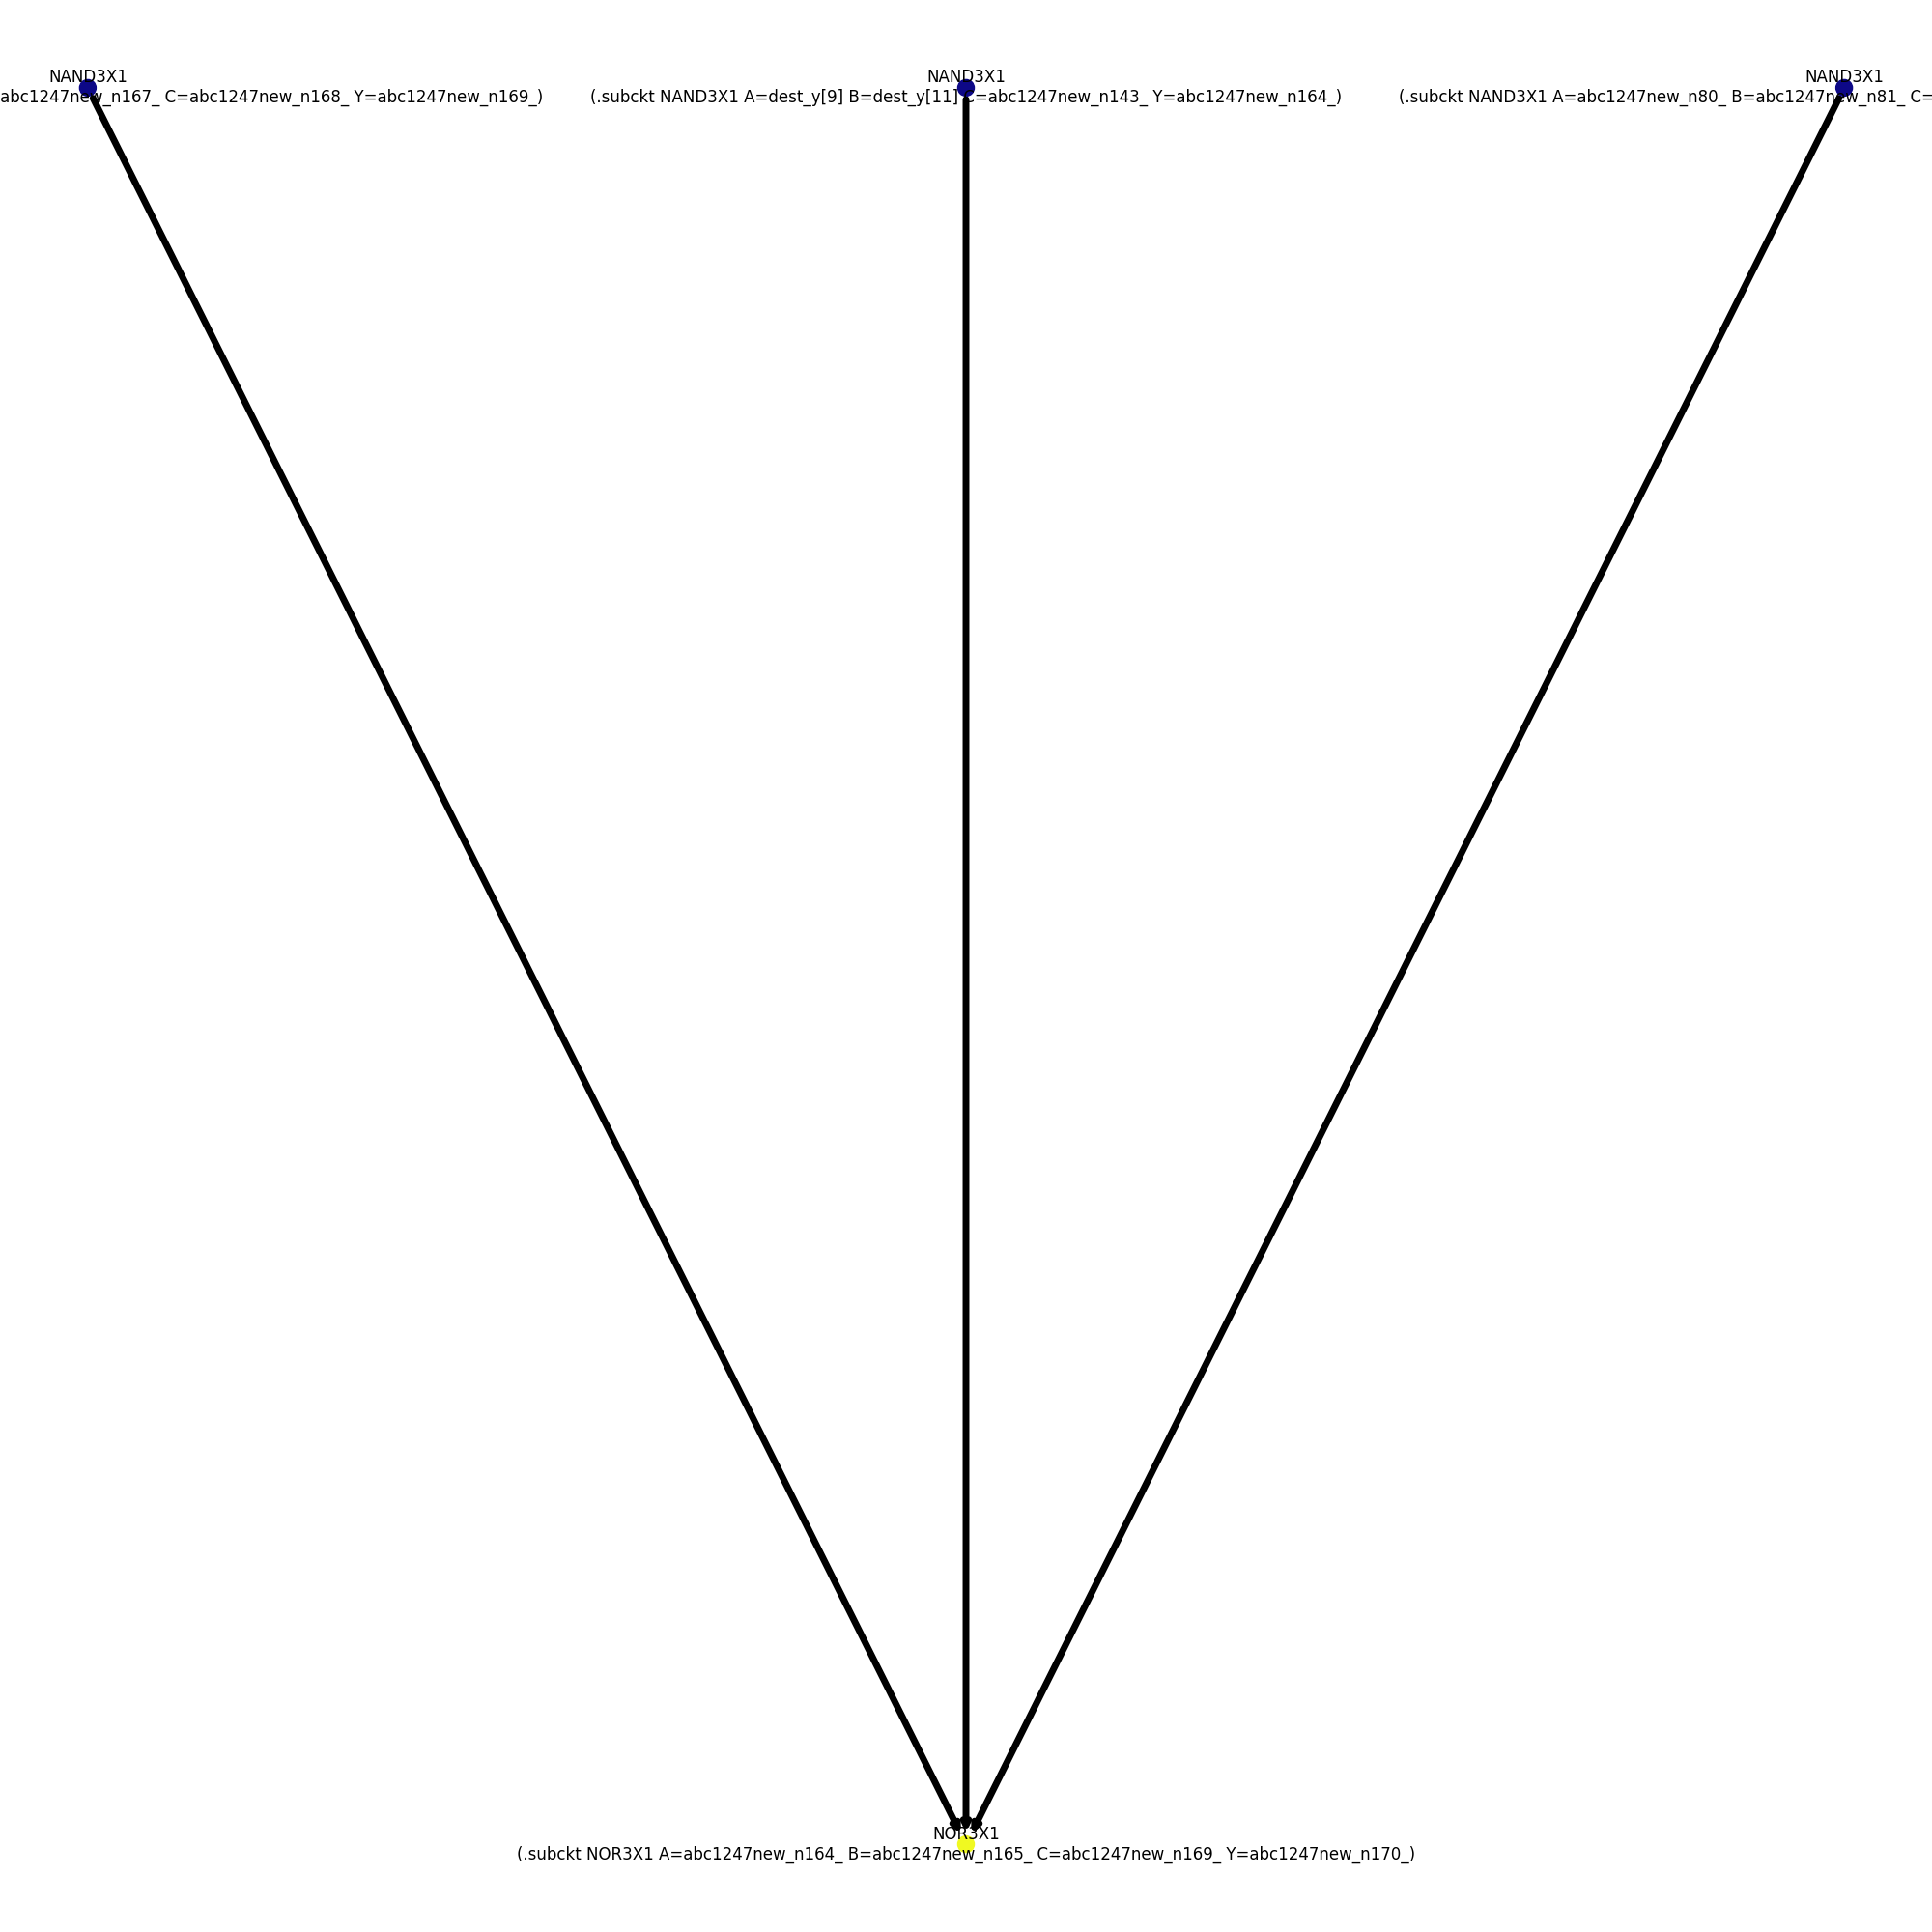 NAND3X1
NAND3X1
NAND3X1
abc1247new_n167_ C=abc1247new_n168_ Y=abc1247new_n169_)
(.subckt NAND3X1 A=dest_y[9] B=dest_y[11] C=abc1247new_n143_ Y=abc1247new_n164_)
(.subckt NAND3X1 A=abc1247new_n80_ B=abc1247new_n81_ C=
NOR3X1
(.subckt NOR3X1 A=abc1247new_n164_ B=abc1247new_n165_ C=abc1247new_n169_ Y=abc1247new_n170_)